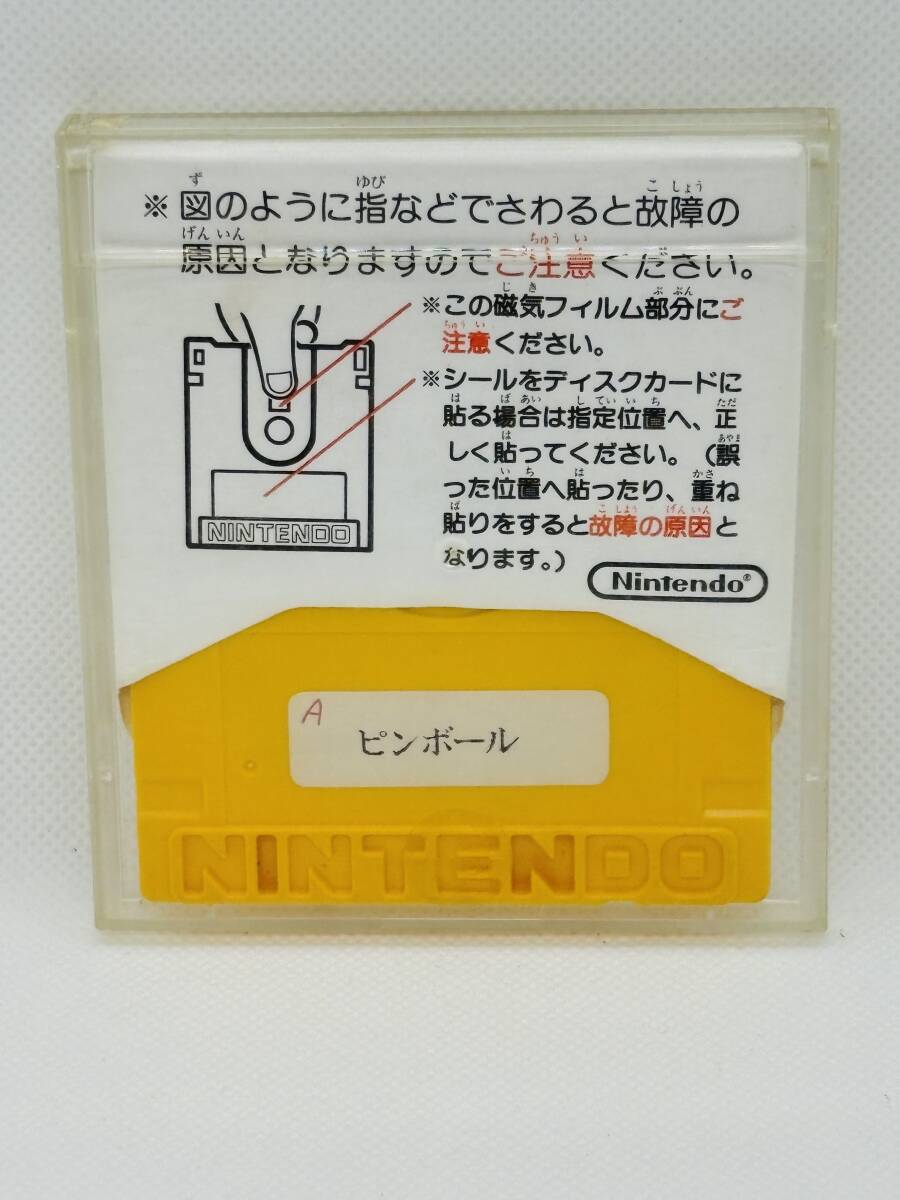 ※図のように指などでさわると故障の
原因となりますのでご注意ください。
※この磁気フィルム部分にご
注意ください。
※シールをディスクカードに
貼る場合は指定位置へ、正
しく貼ってください。(誤
った位置へ貼ったり、重ね
貼りをすると故障の原因と
なります。)
NINTENDO
Nintendo®
A
ピンボール
NINTENDO